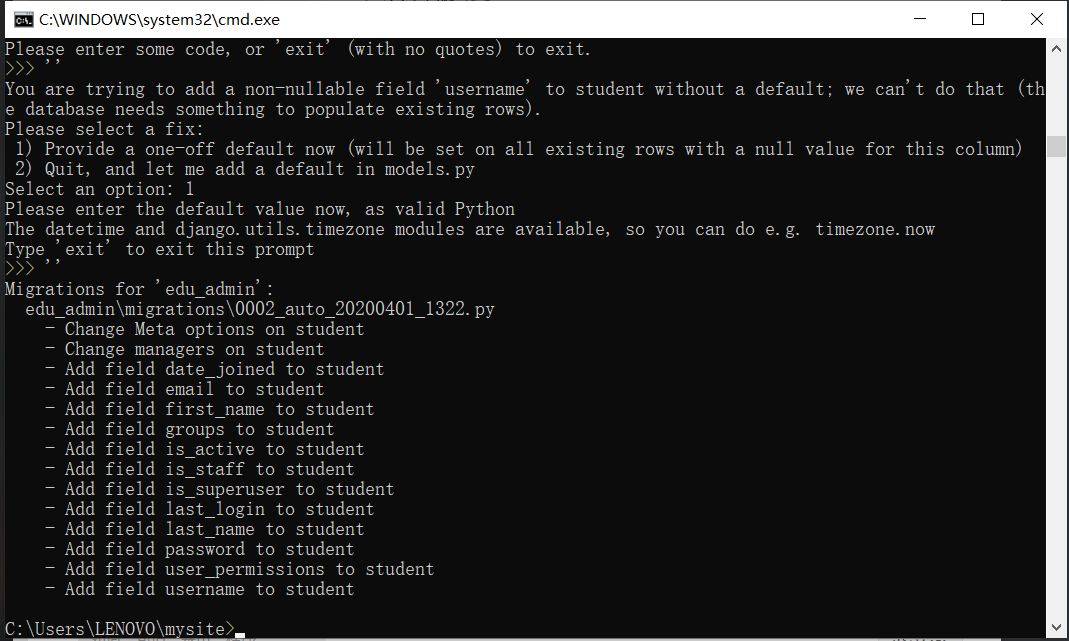 C:\WINDOWS\system32\cmd.exe
Please enter some code, or 'exit' (with no quotes) to exit.
>>> ''
You are trying to add a non-nullable field 'username' to student without a default; we can't do that (th
e database needs something to populate existing rows).
Please select a fix:
 1) Provide a one-off default now (will be set on all existing rows with a null value for this column)
 2) Quit, and let me add a default in models.py
Select an option: 1
Please enter the default value now, as valid Python
The datetime and django.utils.timezone modules are available, so you can do e.g. timezone.now
Type 'exit' to exit this prompt
>>> ''
Migrations for 'edu_admin':
  edu_admin\migrations\0002_auto_20200401_1322.py
    - Change Meta options on student
    - Change managers on student
    - Add field date_joined to student
    - Add field email to student
    - Add field first_name to student
    - Add field groups to student
    - Add field is_active to student
    - Add field is_staff to student
    - Add field is_superuser to student
    - Add field last_login to student
    - Add field last_name to student
    - Add field password to student
    - Add field user_permissions to student
    - Add field username to student
C:\Users\LENOVO\mysite>